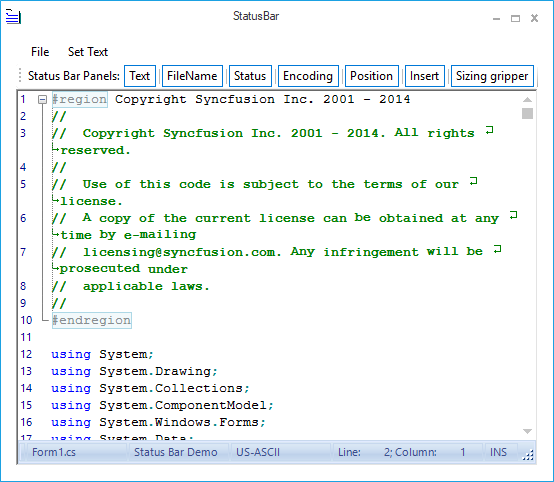 StatusBar
File Set Text
Status Bar Panels: Text FileName Status Encoding Position Insert Sizing gripper
1 #region Copyright Syncfusion Inc. 2001 - 2014
2 //
3 // Copyright Syncfusion Inc. 2001 - 2014. All rights
reserved.
4 //
5 // Use of this code is subject to the terms of our
license.
6 // A copy of the current license can be obtained at any
time by e-mailing
7 // licensing@syncfusion.com. Any infringement will be
prosecuted under
8 // applicable laws.
9 //
10 #endregion
11
12 using System;
13 using System.Drawing;
14 using System.Collections;
15 using System.ComponentModel;
16 using System.Windows.Forms;
17 using System.Data;
Form1.cs Status Bar Demo US-ASCII Line: 2; Column: 1 INS